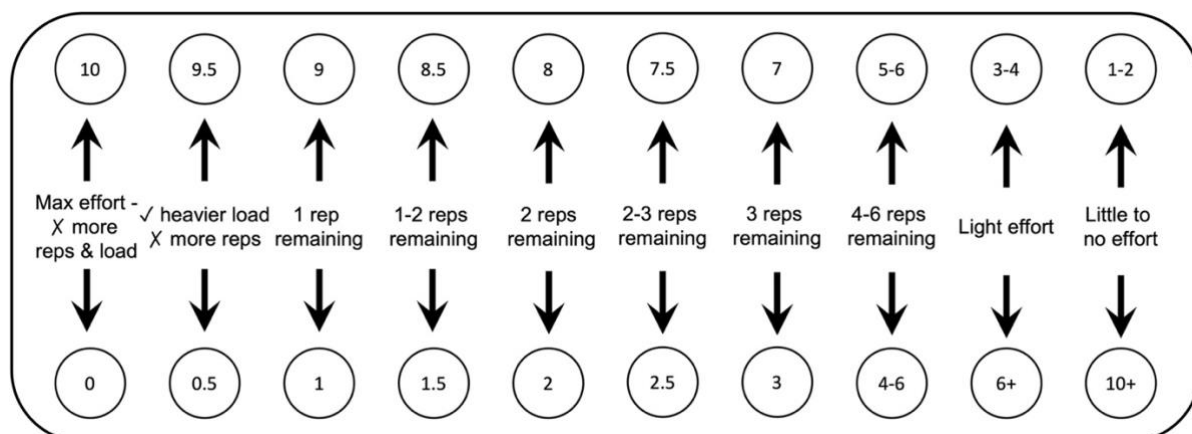 10 9.5 9 8.5 8 7.5 7 5-6 3-4 1-2
Max effort -
✗ more
reps & load
✓ heavier load
✗ more reps
1 rep
remaining
1-2 reps
remaining
2 reps
remaining
2-3 reps
remaining
3 reps
remaining
4-6 reps
remaining
Light effort
Little to
no effort
0 0.5 1 1.5 2 2.5 3 4-6 6+ 10+